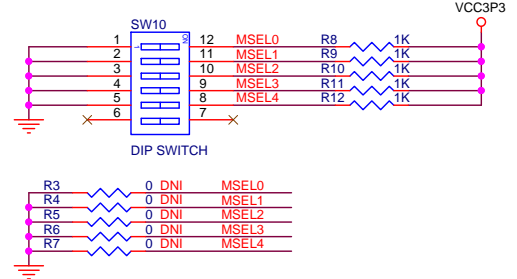 VCC3P3
SW10
ON
1 1 12 MSEL0 R8 1K
2 11 MSEL1 R9 1K
3 10 MSEL2 R10 1K
4 9 MSEL3 R11 1K
5 8 MSEL4 R12 1K
6 7
DIP SWITCH
R3 0 DNI MSEL0
R4 0 DNI MSEL1
R5 0 DNI MSEL2
R6 0 DNI MSEL3
R7 0 DNI MSEL4